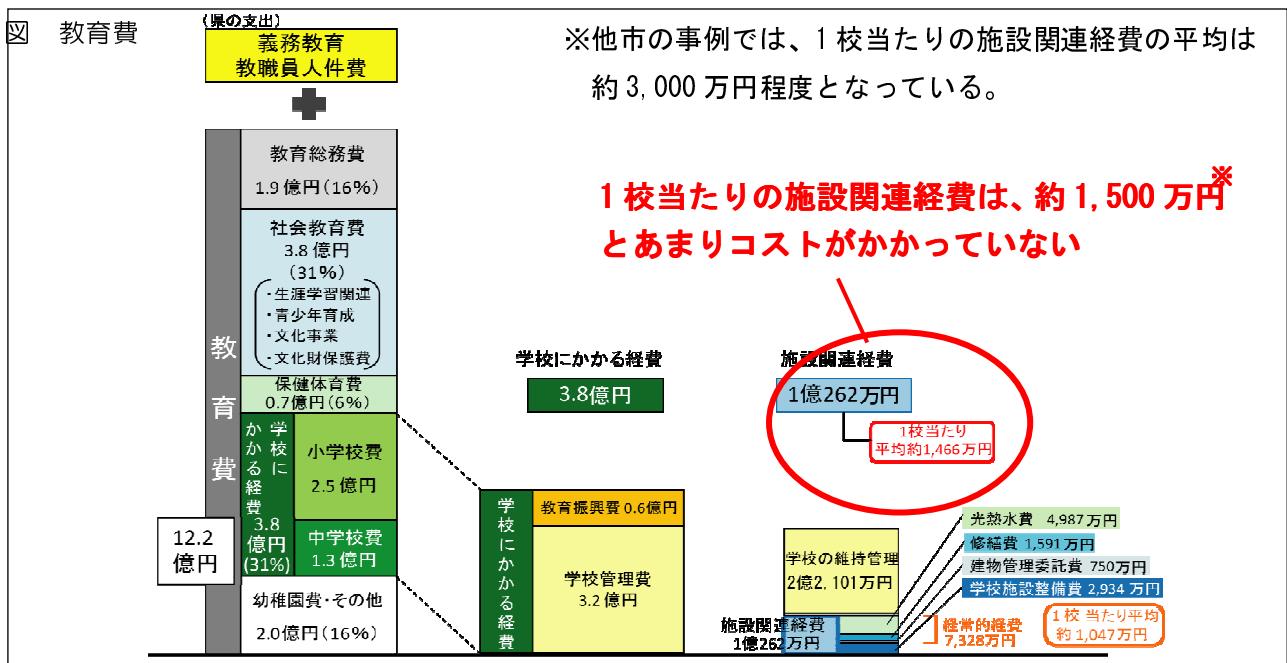 図 教育費
(県の支出)
義務教育
教職員人件費
※他市の事例では、1校当たりの施設関連経費の平均は
約3,000万円程度となっている。
1校当たりの施設関連経費は、約1,500万円※
とあまりコストがかかっていない
教育費
12.2
億円
教育総務費
1.9億円(16%)
社会教育費
3.8億円
(31%)
・生涯学習関連
・青少年育成
・文化事業
・文化財保護費
保健体育費
0.7億円(6%)
学校に
かかる経費
3.8
億円
(31%)
小学校費
2.5億円
中学校費
1.3億円
幼稚園費・その他
2.0億円(16%)
学校にかかる経費
3.8億円
学校にかかる経費
教育振興費 0.6億円
学校管理費
3.2億円
施設関連経費
1億262万円
1校当たり
平均約1,466万円
学校の維持管理
2億2,101万円
施設関連経費
1億262万円
光熱水費 4,987万円
修繕費 1,591万円
建物管理委託費 750万円
学校施設整備費 2,934万円
経常的経費
7,328万円
1校当たり平均
約1,047万円